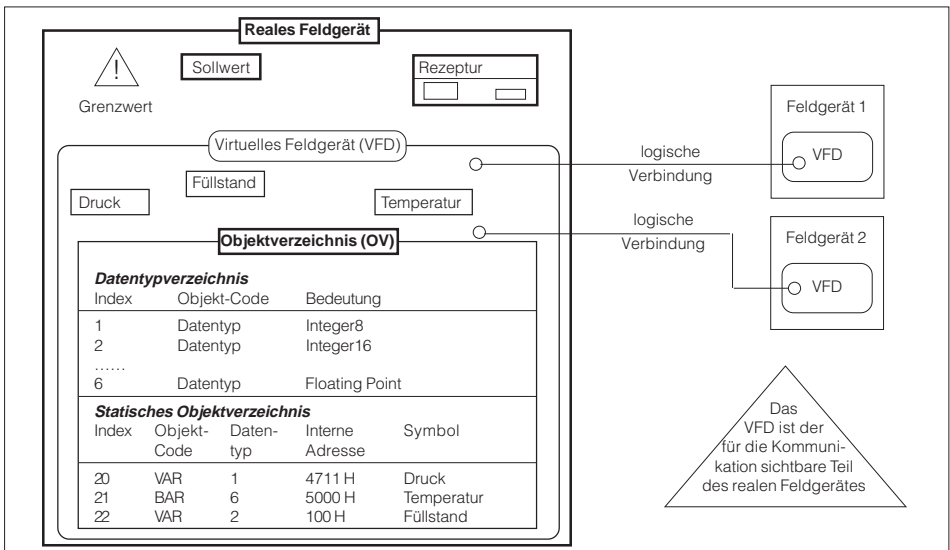 Reales Feldgerät
!
Sollwert
Rezeptur
Grenzwert
Virtuelles Feldgerät (VFD)
Füllstand
Druck
Temperatur
Objektverzeichnis (OV)
Datentypverzeichnis
Index Objekt-Code Bedeutung
1 Datentyp Integer8
2 Datentyp Integer16
......
6 Datentyp Floating Point
Statisches Objektverzeichnis
Index Objekt- Daten- Interne Symbol
Code typ Adresse
20 VAR 1 4711 H Druck
21 BAR 6 5000 H Temperatur
22 VAR 2 100 H Füllstand
logische
Verbindung
Feldgerät 1
VFD
logische
Verbindung
Feldgerät 2
VFD
Das
VFD ist der
für die Kommuni-
kation sichtbare Teil
des realen Feldgerätes